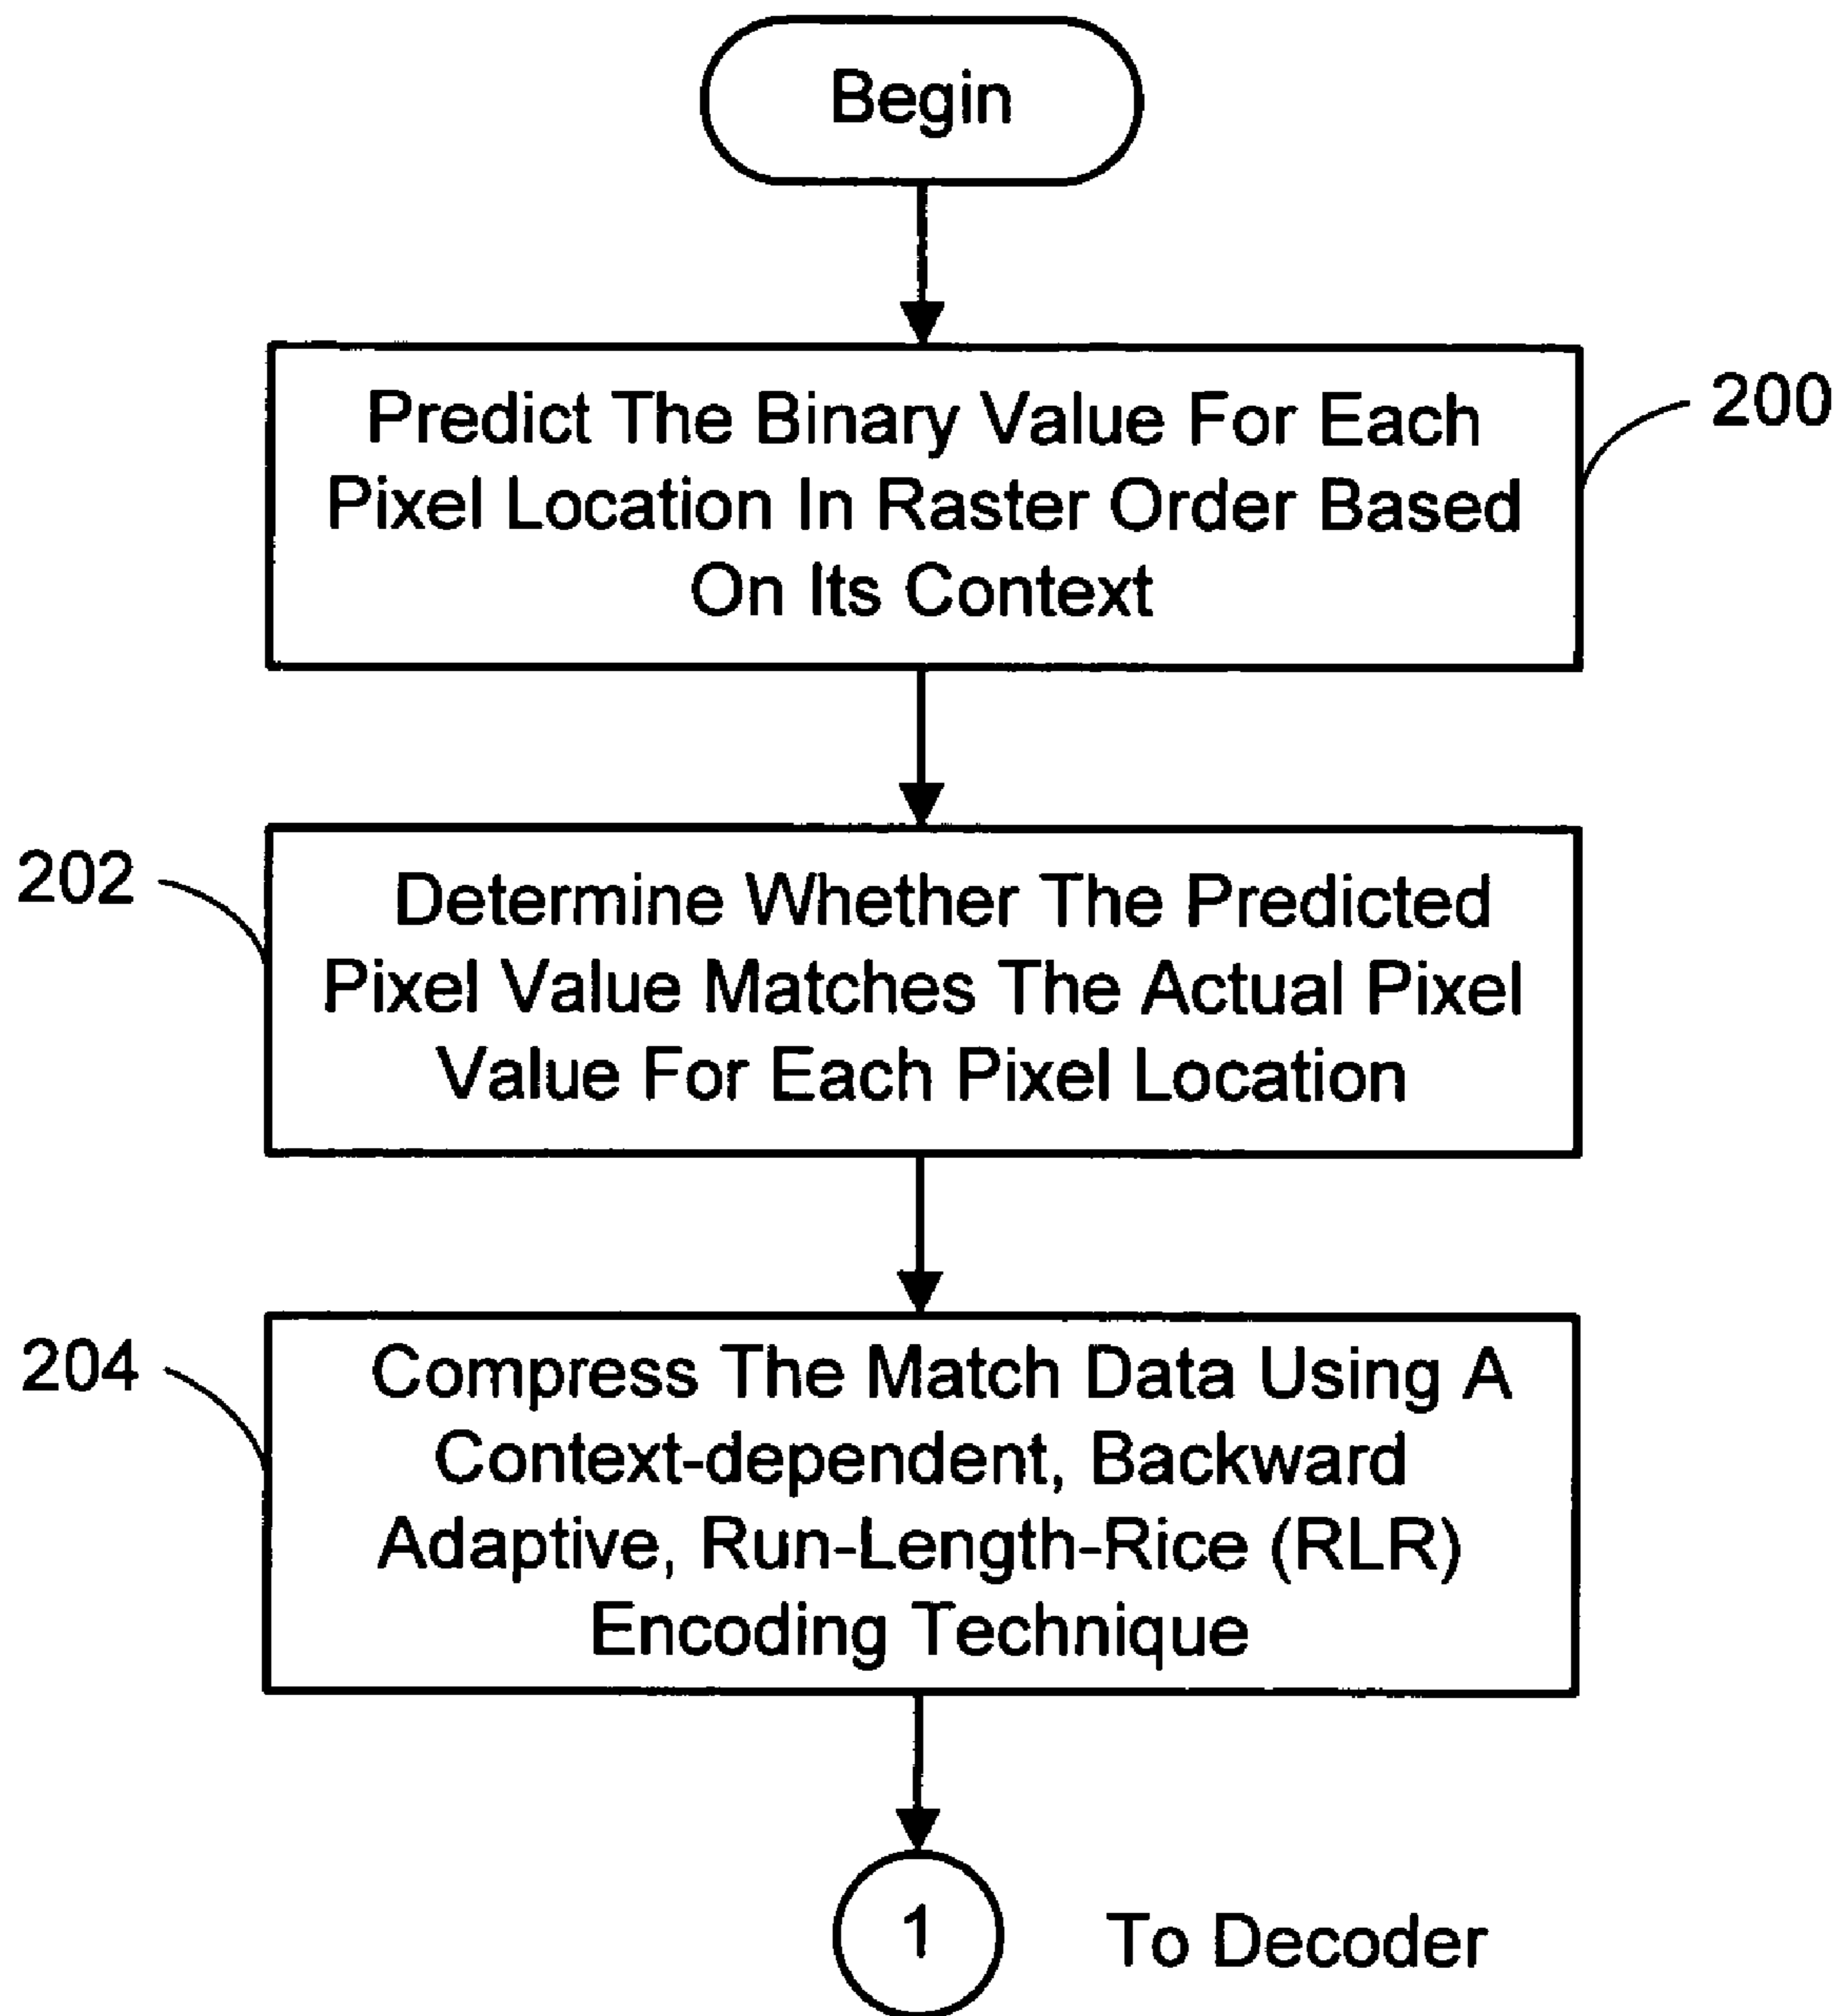 Begin
Predict The Binary Value For Each
Pixel Location In Raster Order Based
On Its Context
200
202
Determine Whether The Predicted
Pixel Value Matches The Actual Pixel
Value For Each Pixel Location
204
Compress The Match Data Using A
Context-dependent, Backward
Adaptive, Run-Length-Rice (RLR)
Encoding Technique
1
To Decoder